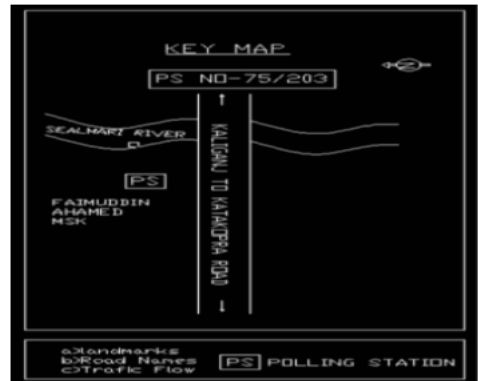 KEY MAP
PS NO-75/203
N
SEALMARI RIVER
KALIGANJ TO KATAKOPRA ROAD
PS
FAIMUDDIN
AHAMED
MSK
a)landmarks
b)Road Names
c)Trafic Flow
PS POLLING STATION